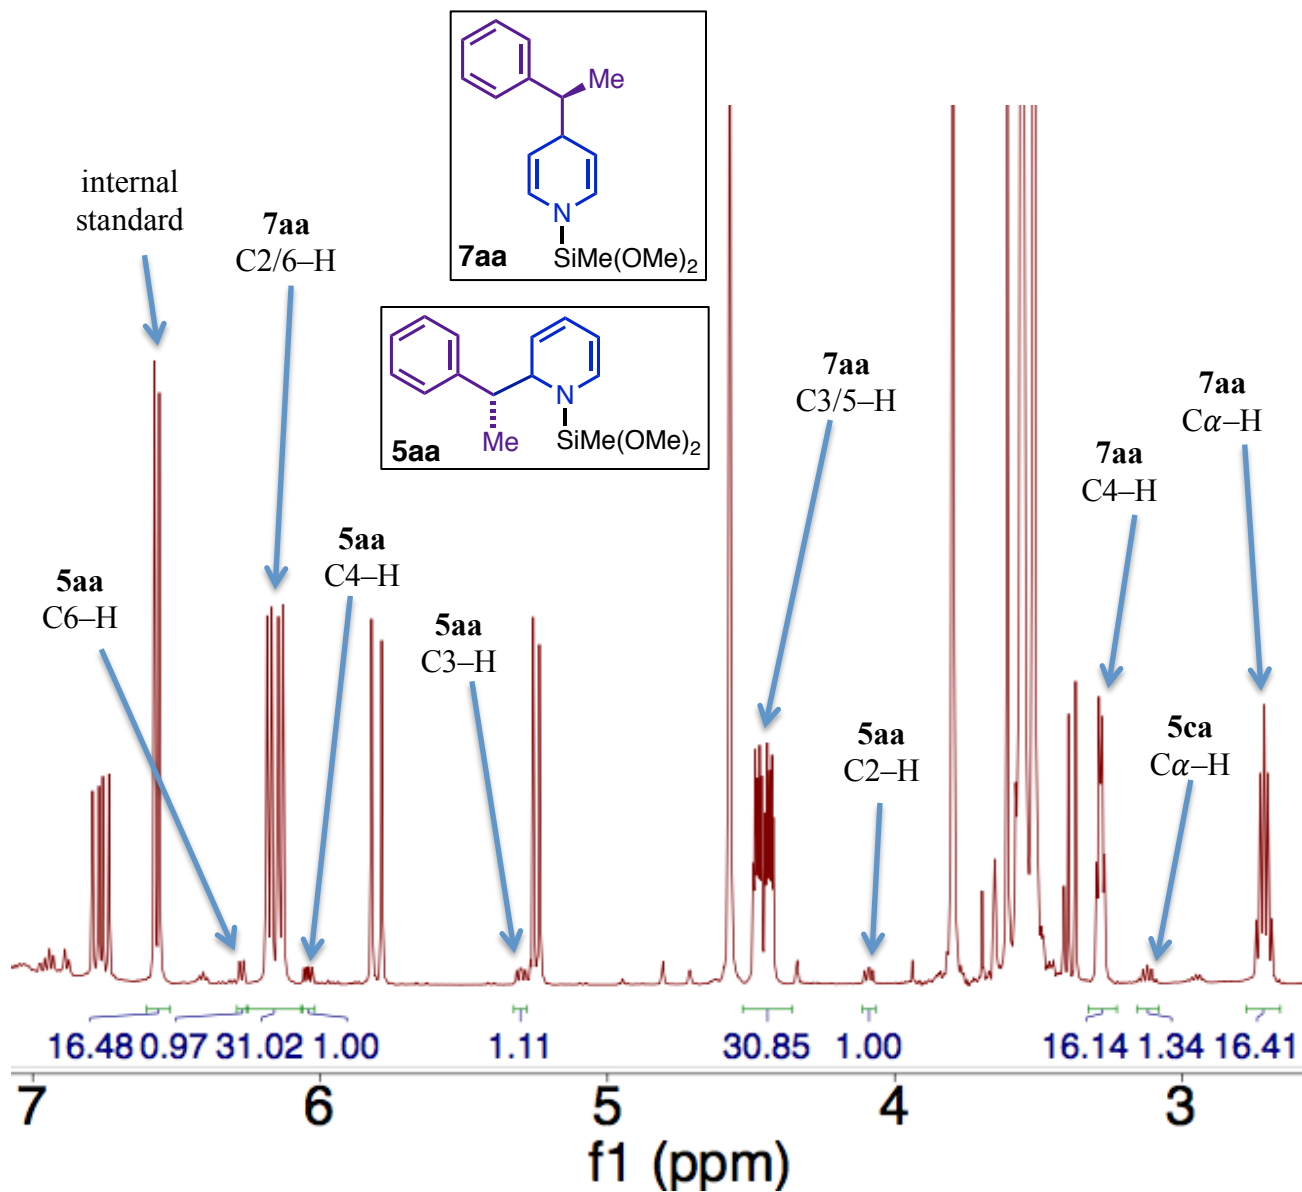 Me
N
7aa
SiMe(OMe)2
internal
standard
7aa
C2/6–H
N
Me
5aa
SiMe(OMe)2
7aa
C3/5–H
7aa
Cα–H
7aa
C4–H
5aa
C4–H
5aa
C6–H
5aa
C3–H
5aa
C2–H
5ca
Cα–H
16.48 0.97 31.02 1.00 1.11 30.85 1.00 16.14 1.34 16.41
7 6 5 4 3
f1 (ppm)